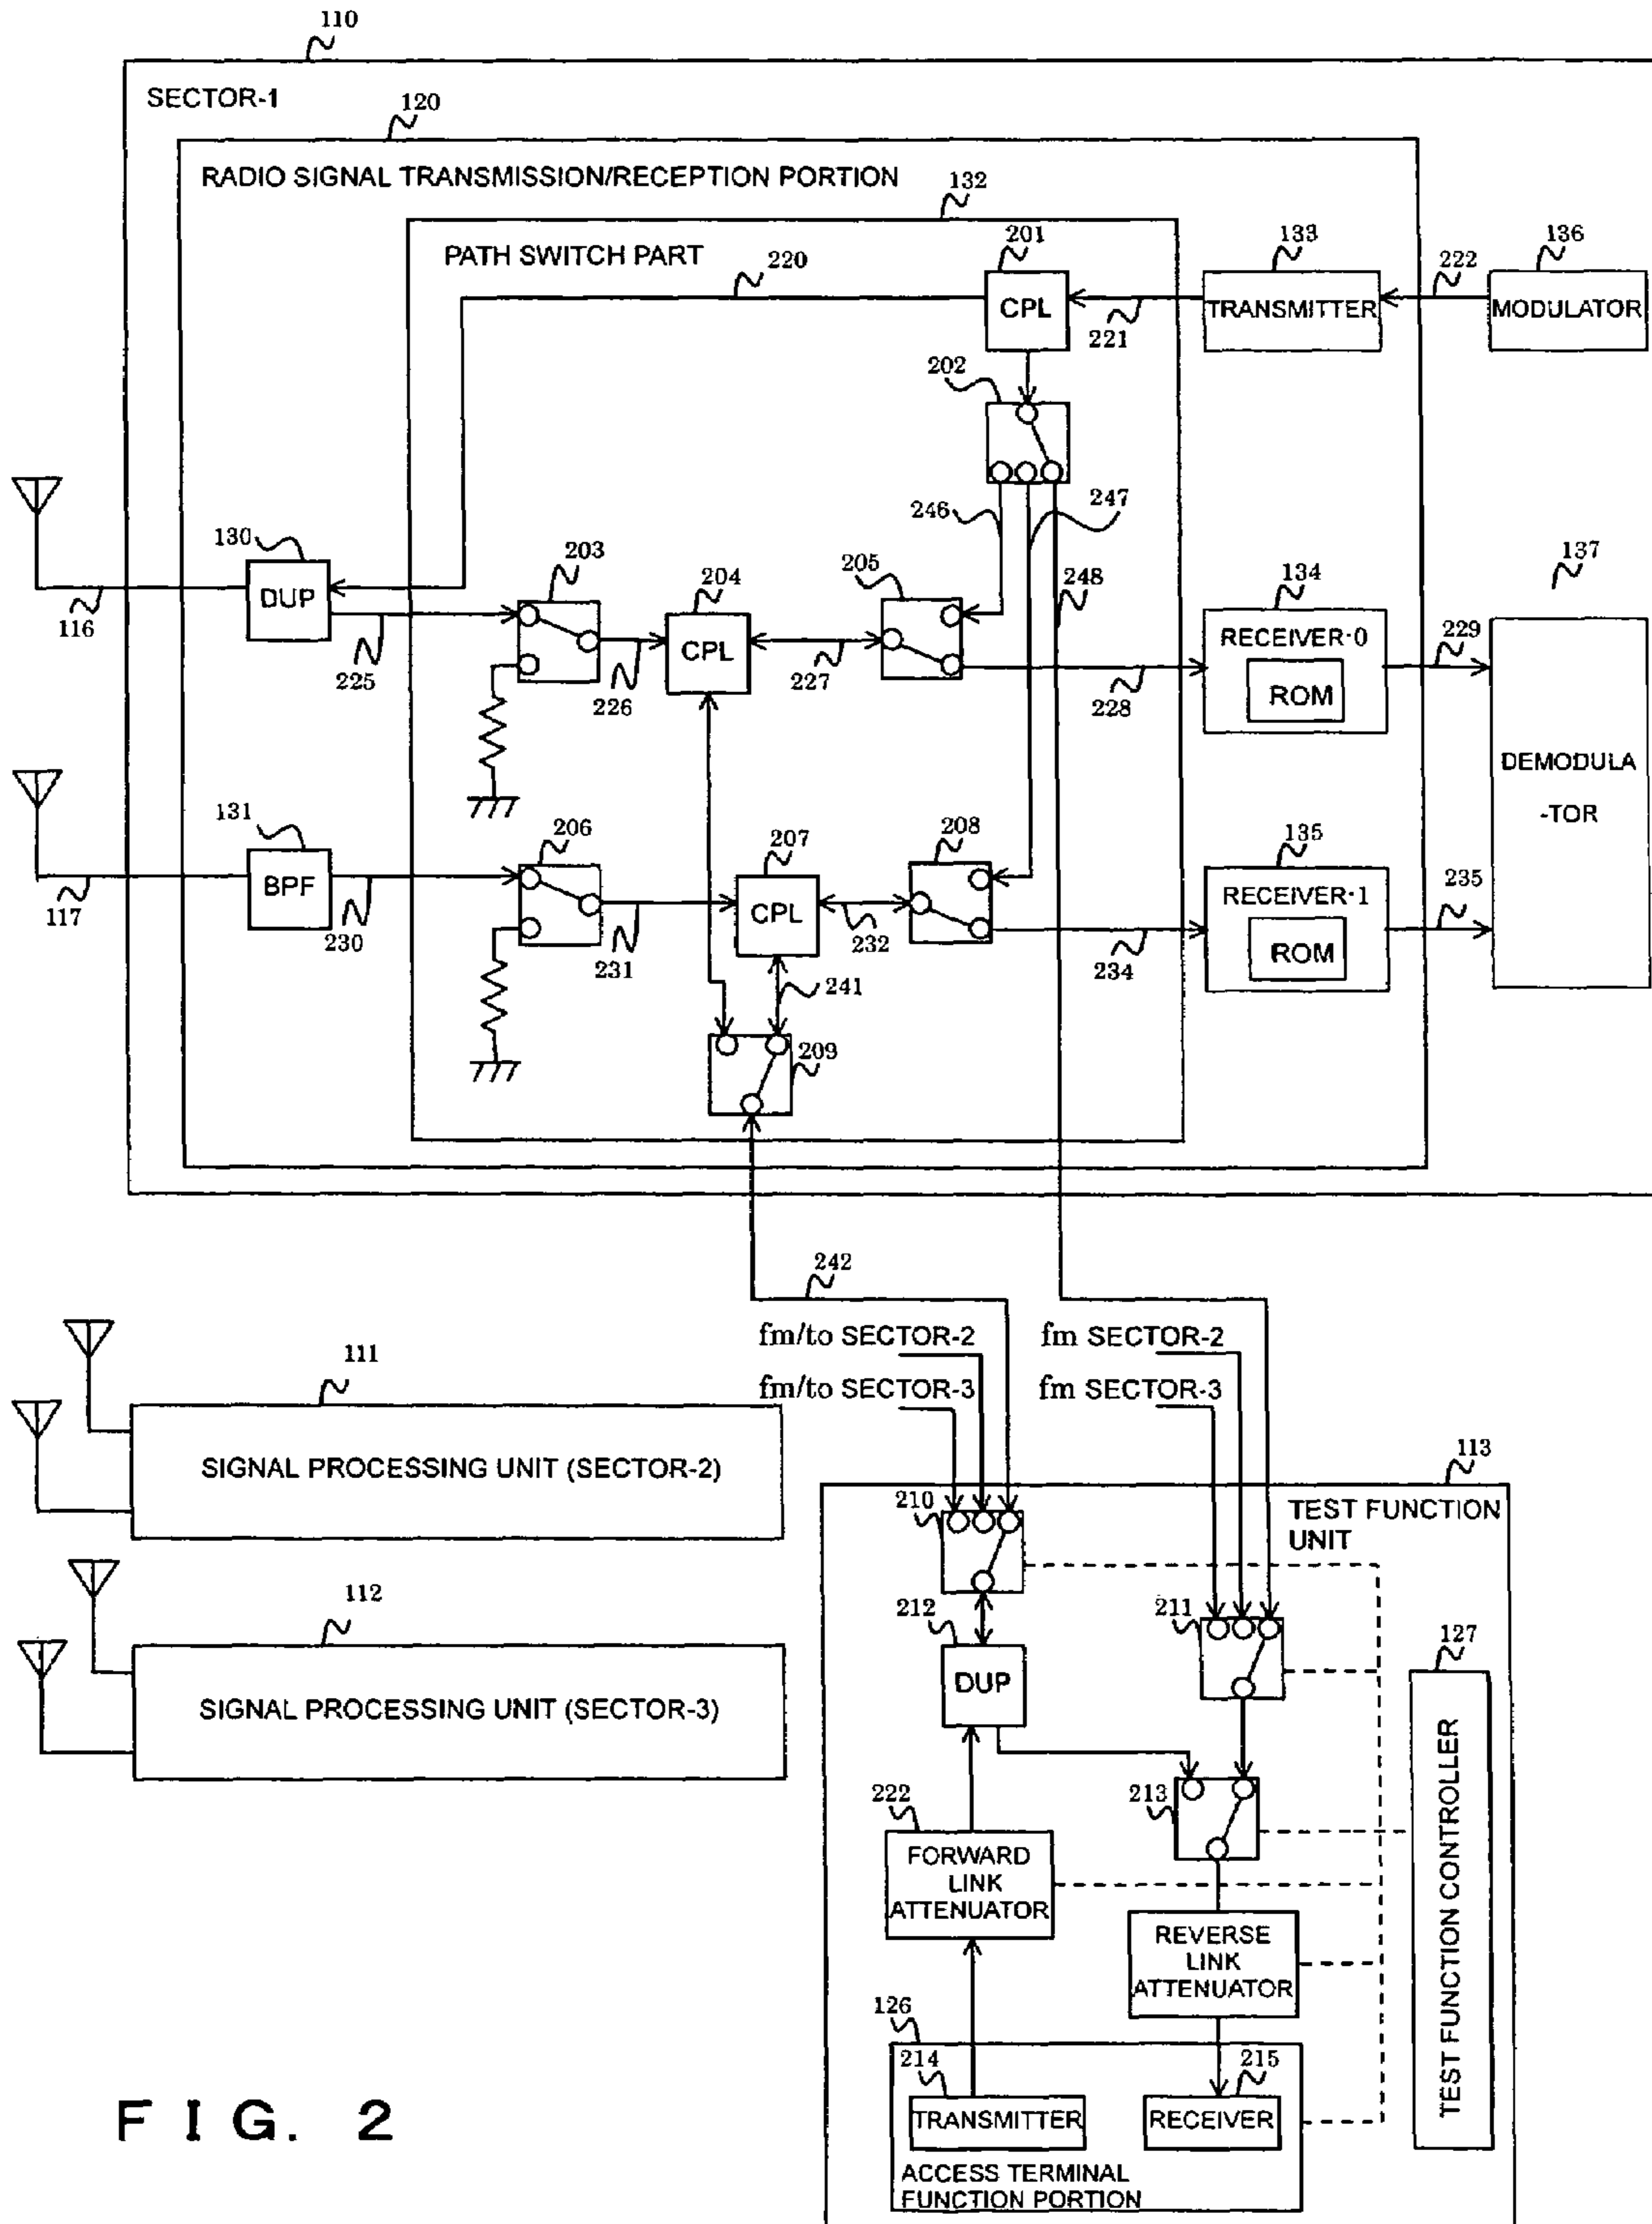 110
SECTOR-1
120
RADIO SIGNAL TRANSMISSION/RECEPTION PORTION
132
PATH SWITCH PART
220
201
CPL
221
133
TRANSMITTER
222
136
MODULATOR
202
246
247
248
116
130
DUP
225
203
226
204
CPL
227
205
228
134
RECEIVER·0
ROM
229
137
DEMODULA
-TOR
117
131
BPF
230
206
231
207
CPL
232
208
234
135
RECEIVER·1
ROM
235
241
209
242
fm/to SECTOR-2
fm/to SECTOR-3
fm SECTOR-2
fm SECTOR-3
111
SIGNAL PROCESSING UNIT (SECTOR-2)
112
SIGNAL PROCESSING UNIT (SECTOR-3)
113
TEST FUNCTION
UNIT
210
212
DUP
211
213
127
TEST FUNCTION CONTROLLER
222
FORWARD
LINK
ATTENUATOR
REVERSE
LINK
ATTENUATOR
126
214
TRANSMITTER
215
RECEIVER
ACCESS TERMINAL
FUNCTION PORTION
FIG. 2